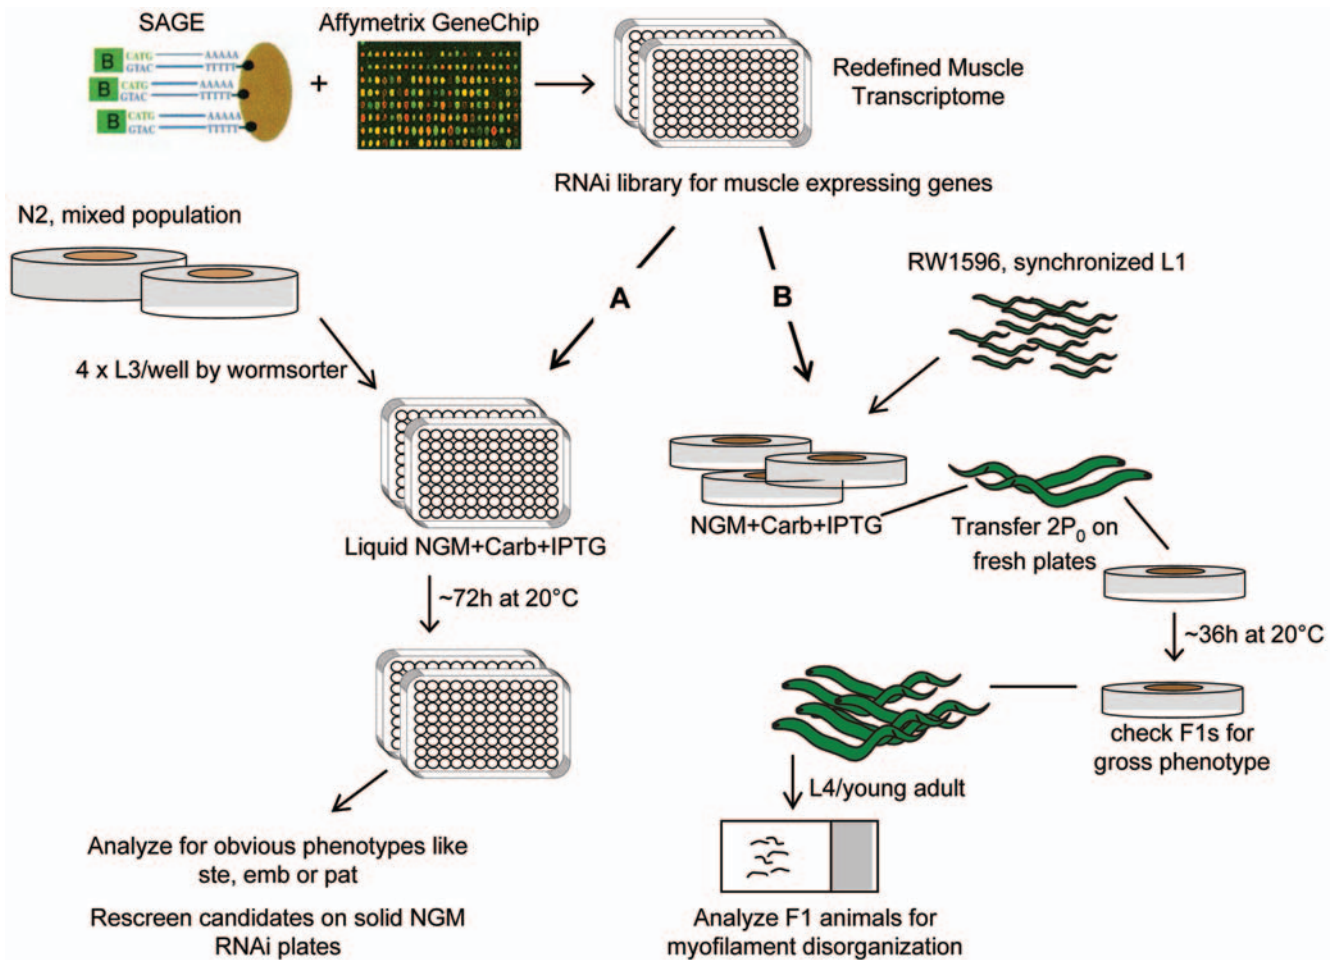 SAGE
Affymetrix GeneChip
B
CATG
AAAAA
GTAC
TTTTT
B
CATG
AAAAA
GTAC
TTTTT
B
CATG
AAAAA
GTAC
TTTTT
+
Redefined Muscle
Transcriptome
RNAi library for muscle expressing genes
N2, mixed population
A
B
RW1596, synchronized L1
4 x L3/well by wormsorter
Liquid NGM+Carb+IPTG
NGM+Carb+IPTG
Transfer 2P₀ on
fresh plates
~72h at 20°C
~36h at 20°C
check F1s for
gross phenotype
L4/young adult
Analyze for obvious phenotypes like
ste, emb or pat
Rescreen candidates on solid NGM
RNAi plates
Analyze F1 animals for
myofilament disorganization